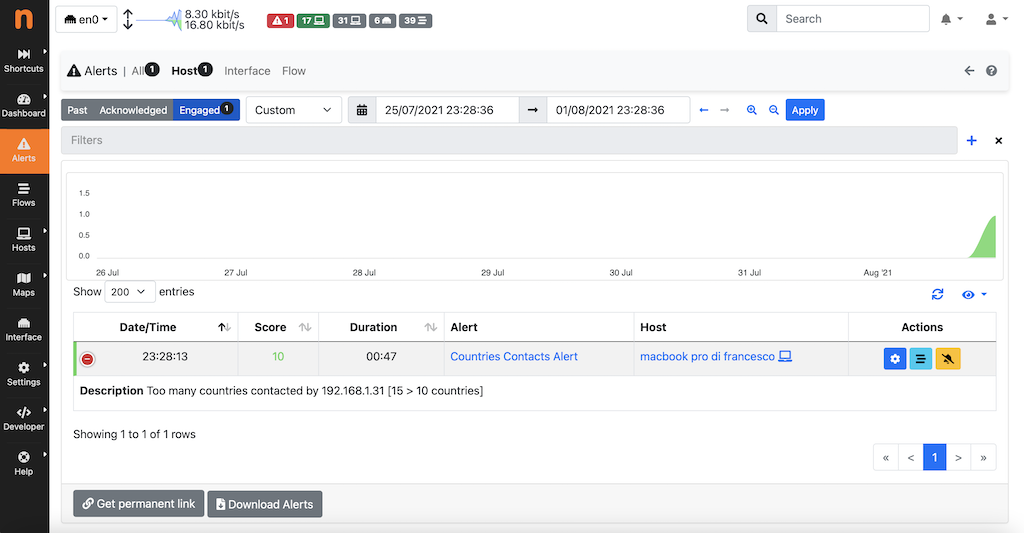 n
en0
8.30 kbit/s
16.80 kbit/s
1
17
31
6
39
Search
Shortcuts
Dashboard
Alerts
Flows
Hosts
Maps
Interface
Settings
Developer
Help
Alerts | All 1 Host 1 Interface Flow
Past Acknowledged Engaged 1 Custom 25/07/2021 23:28:36 01/08/2021 23:28:36 Apply
Filters
1.5
1.0
0.5
0.0
26 Jul 27 Jul 28 Jul 29 Jul 30 Jul 31 Jul Aug '21
Show 200 entries
Date/Time Score Duration Alert Host Actions
23:28:13 10 00:47 Countries Contacts Alert macbook pro di francesco
Description Too many countries contacted by 192.168.1.31 [15 > 10 countries]
Showing 1 to 1 of 1 rows
« < 1 > »
Get permanent link Download Alerts